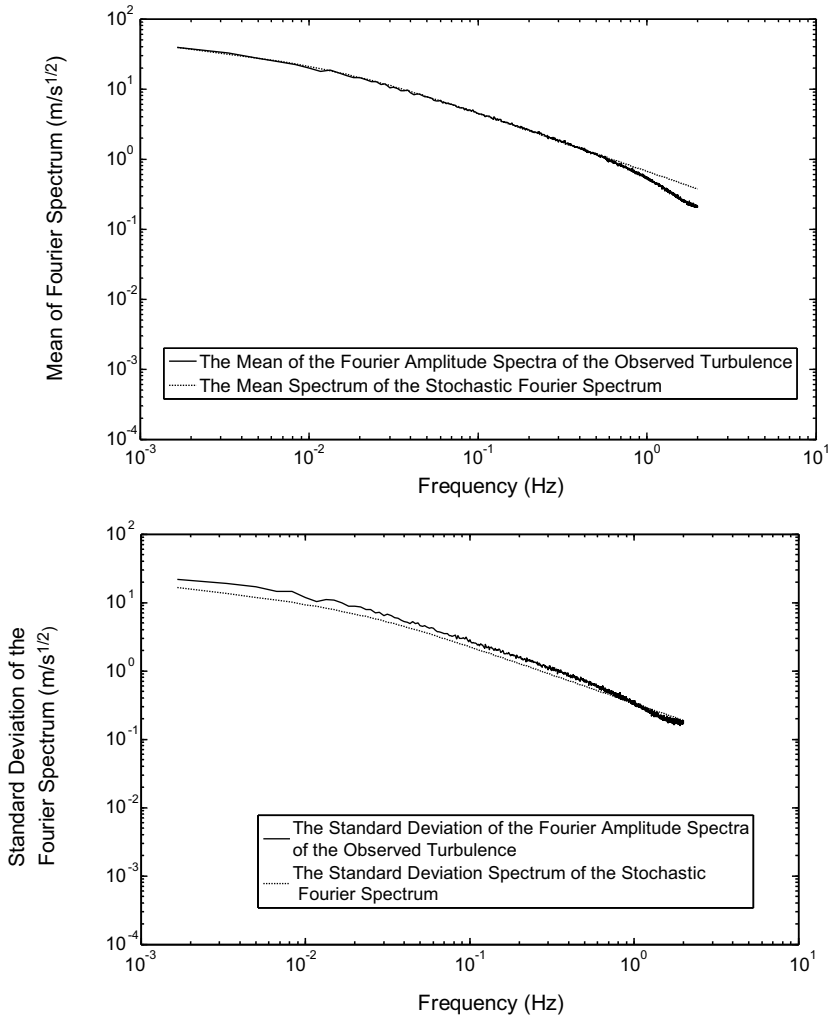 10^2
10^1
10^0
10^-1
10^-2
10^-3
10^-4
Mean of Fourier Spectrum (m/s^1/2)
The Mean of the Fourier Amplitude Spectra of the Observed Turbulence
The Mean Spectrum of the Stochastic Fourier Spectrum
10^-3 10^-2 10^-1 10^0 10^1
Frequency (Hz)
10^2
10^1
10^0
10^-1
10^-2
10^-3
10^-4
Standard Deviation of the
Fourier Spectrum (m/s^1/2)
The Standard Deviation of the Fourier Amplitude Spectra
of the Observed Turbulence
The Standard Deviation Spectrum of the Stochastic
Fourier Spectrum
10^-3 10^-2 10^-1 10^0 10^1
Frequency (Hz)